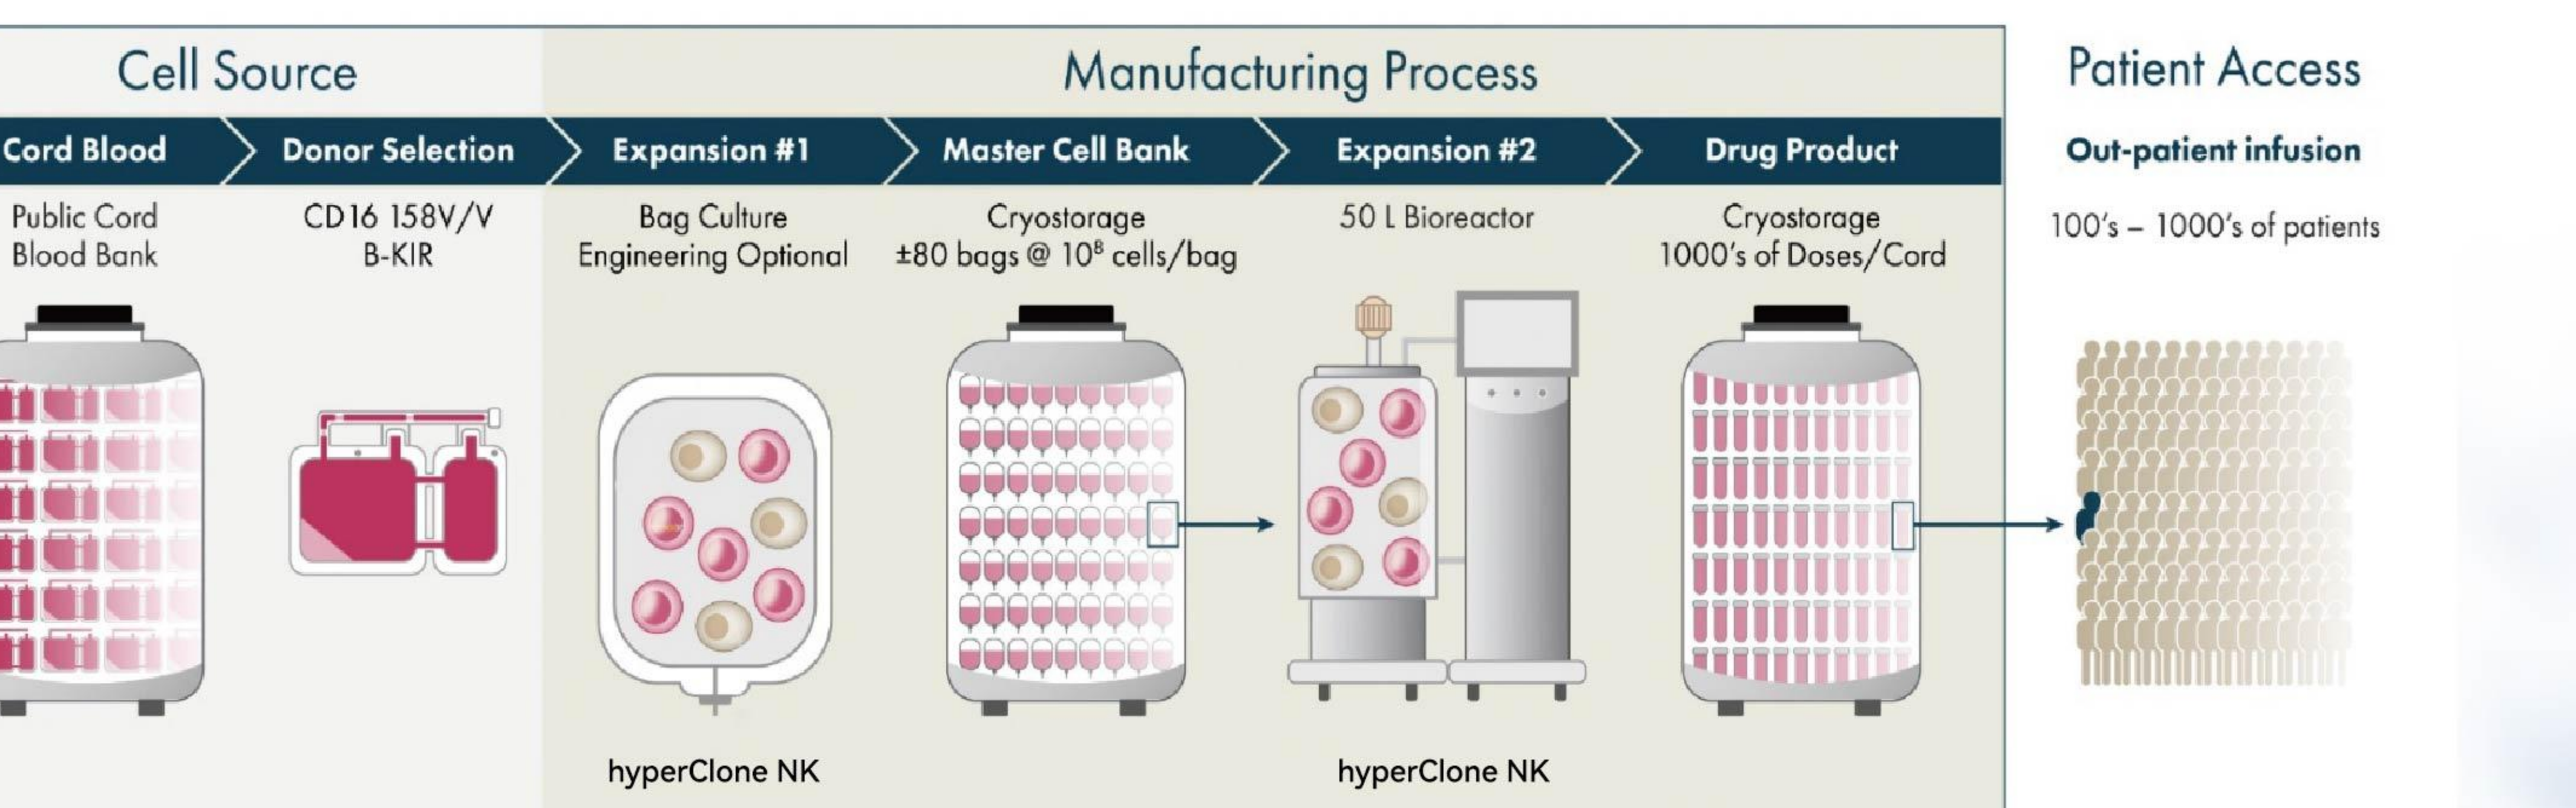 Cell Source
Manufacturing Process
Patient Access
Cord Blood
Donor Selection
Expansion #1
Master Cell Bank
Expansion #2
Drug Product
Out-patient infusion
Public Cord
Blood Bank
CD16 158V/V
B-KIR
Bag Culture
Engineering Optional
Cryostorage
±80 bags @ 10⁸ cells/bag
50 L Bioreactor
Cryostorage
1000's of Doses/Cord
100's – 1000's of patients
hyperClone NK
hyperClone NK